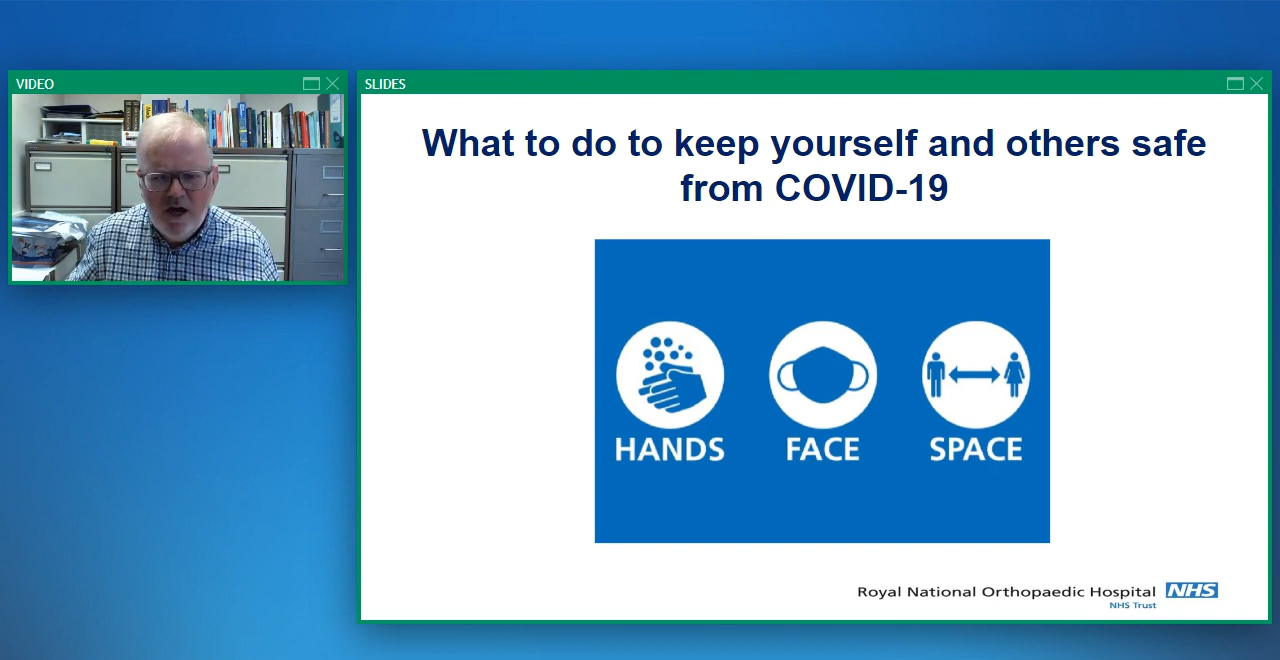 VIDEO
SLIDES
What to do to keep yourself and others safe
from COVID-19
HANDS
FACE
SPACE
Royal National Orthopaedic Hospital NHS
NHS Trust